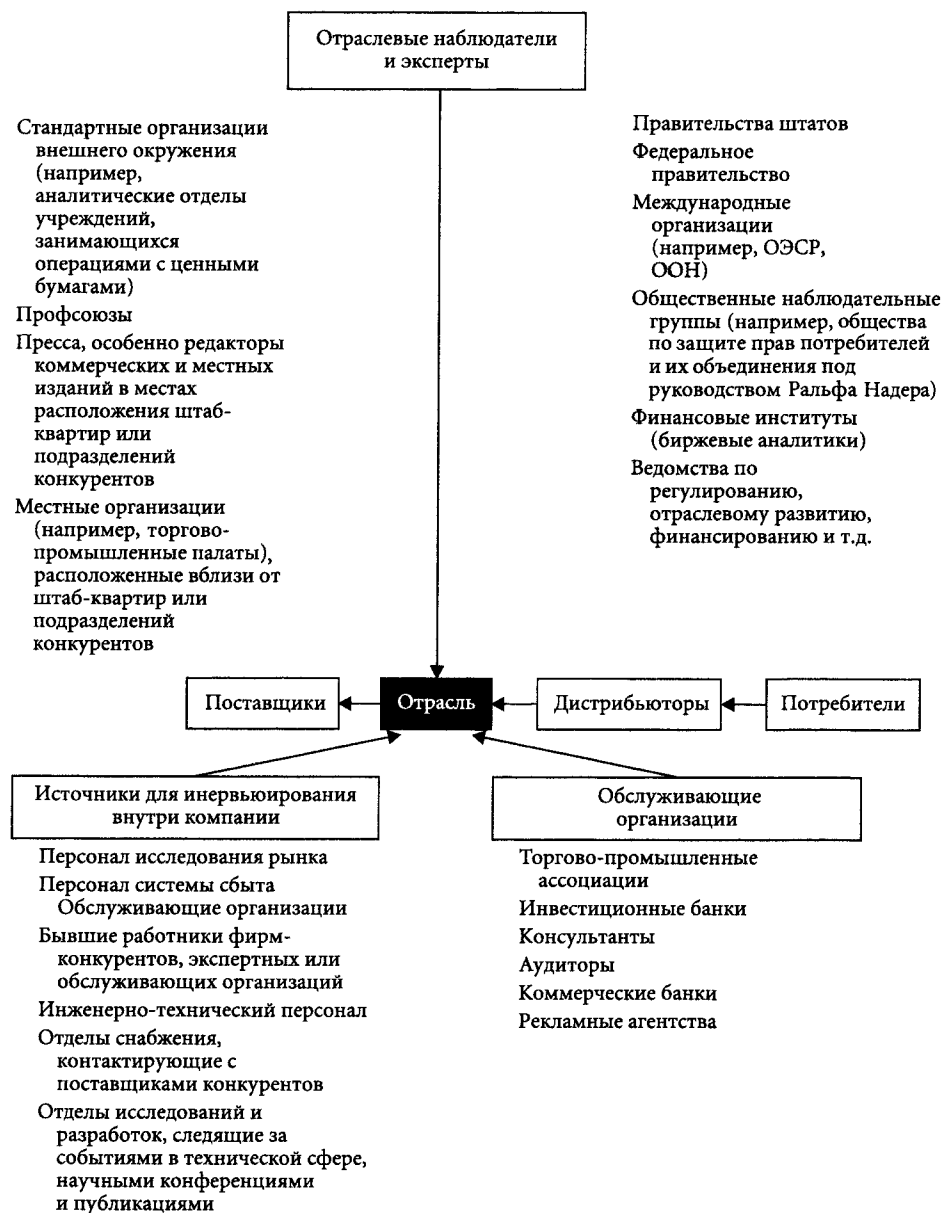 Отраслевые наблюдатели
и эксперты
Стандартные организации
внешнего окружения
(например,
аналитические отделы
учреждений,
занимающихся
операциями с ценными
бумагами)
Профсоюзы
Пресса, особенно редакторы
коммерческих и местных
изданий в местах
расположения штаб-
квартир или
подразделений
конкурентов
Местные организации
(например, торгово-
промышленные палаты),
расположенные вблизи от
штаб-квартир или
подразделений
конкурентов
Правительства штатов
Федеральное
правительство
Международные
организации
(например, ОЭСР,
ООН)
Общественные наблюдательные
группы (например, общества
по защите прав потребителей
и их объединения под
руководством Ральфа Надера)
Финансовые институты
(биржевые аналитики)
Ведомства по
регулированию,
отраслевому развитию,
финансированию и т.д.
Поставщики
Отрасль
Дистрибьюторы
Потребители
Источники для инервьюирования
внутри компании
Персонал исследования рынка
Персонал системы сбыта
Обслуживающие организации
Бывшие работники фирм-
конкурентов, экспертных или
обслуживающих организаций
Инженерно-технический персонал
Отделы снабжения,
контактирующие с
поставщиками конкурентов
Отделы исследований и
разработок, следящие за
событиями в технической сфере,
научными конференциями
и публикациями
Обслуживающие
организации
Торгово-промышленные
ассоциации
Инвестиционные банки
Консультанты
Аудиторы
Коммерческие банки
Рекламные агентства